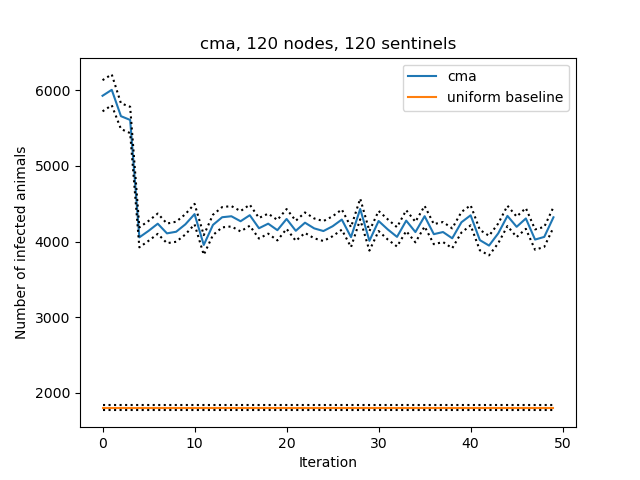 cma, 120 nodes, 120 sentinels
cma
uniform baseline
6000
5000
4000
3000
2000
Number of infected animals
0 10 20 30 40 50
Iteration